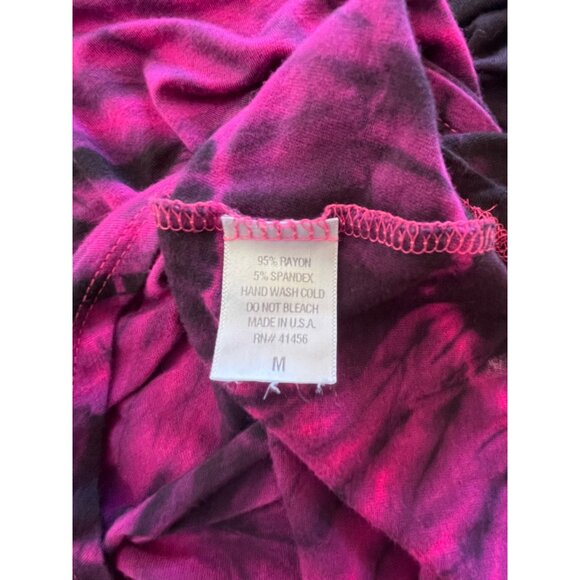 95% RAYON
5% SPANDEX
HAND WASH COLD
DO NOT BLEACH
MADE IN U.S.A.
RN# 41456
M